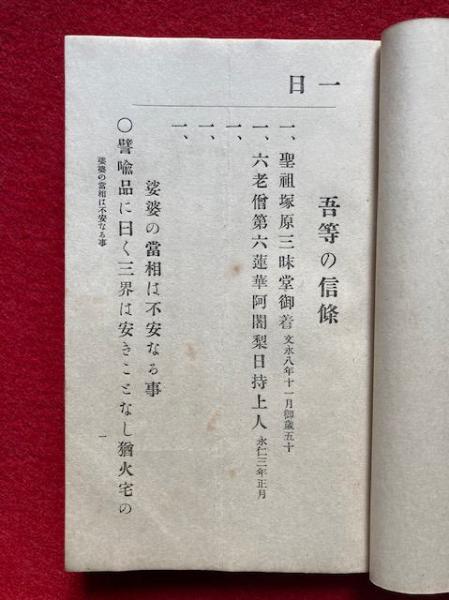 一日
吾等の信條
一、聖祖塚原三昧堂御着 文永八年十一月御歳五十
一、六老僧第六蓮華阿闍梨日持上人 永仁三年正月
一、
一、
一、
娑婆の當相は不安なる事
〇譬喩品に曰く三界は安きことなし猶火宅の
娑婆の當相は不安なる事
一